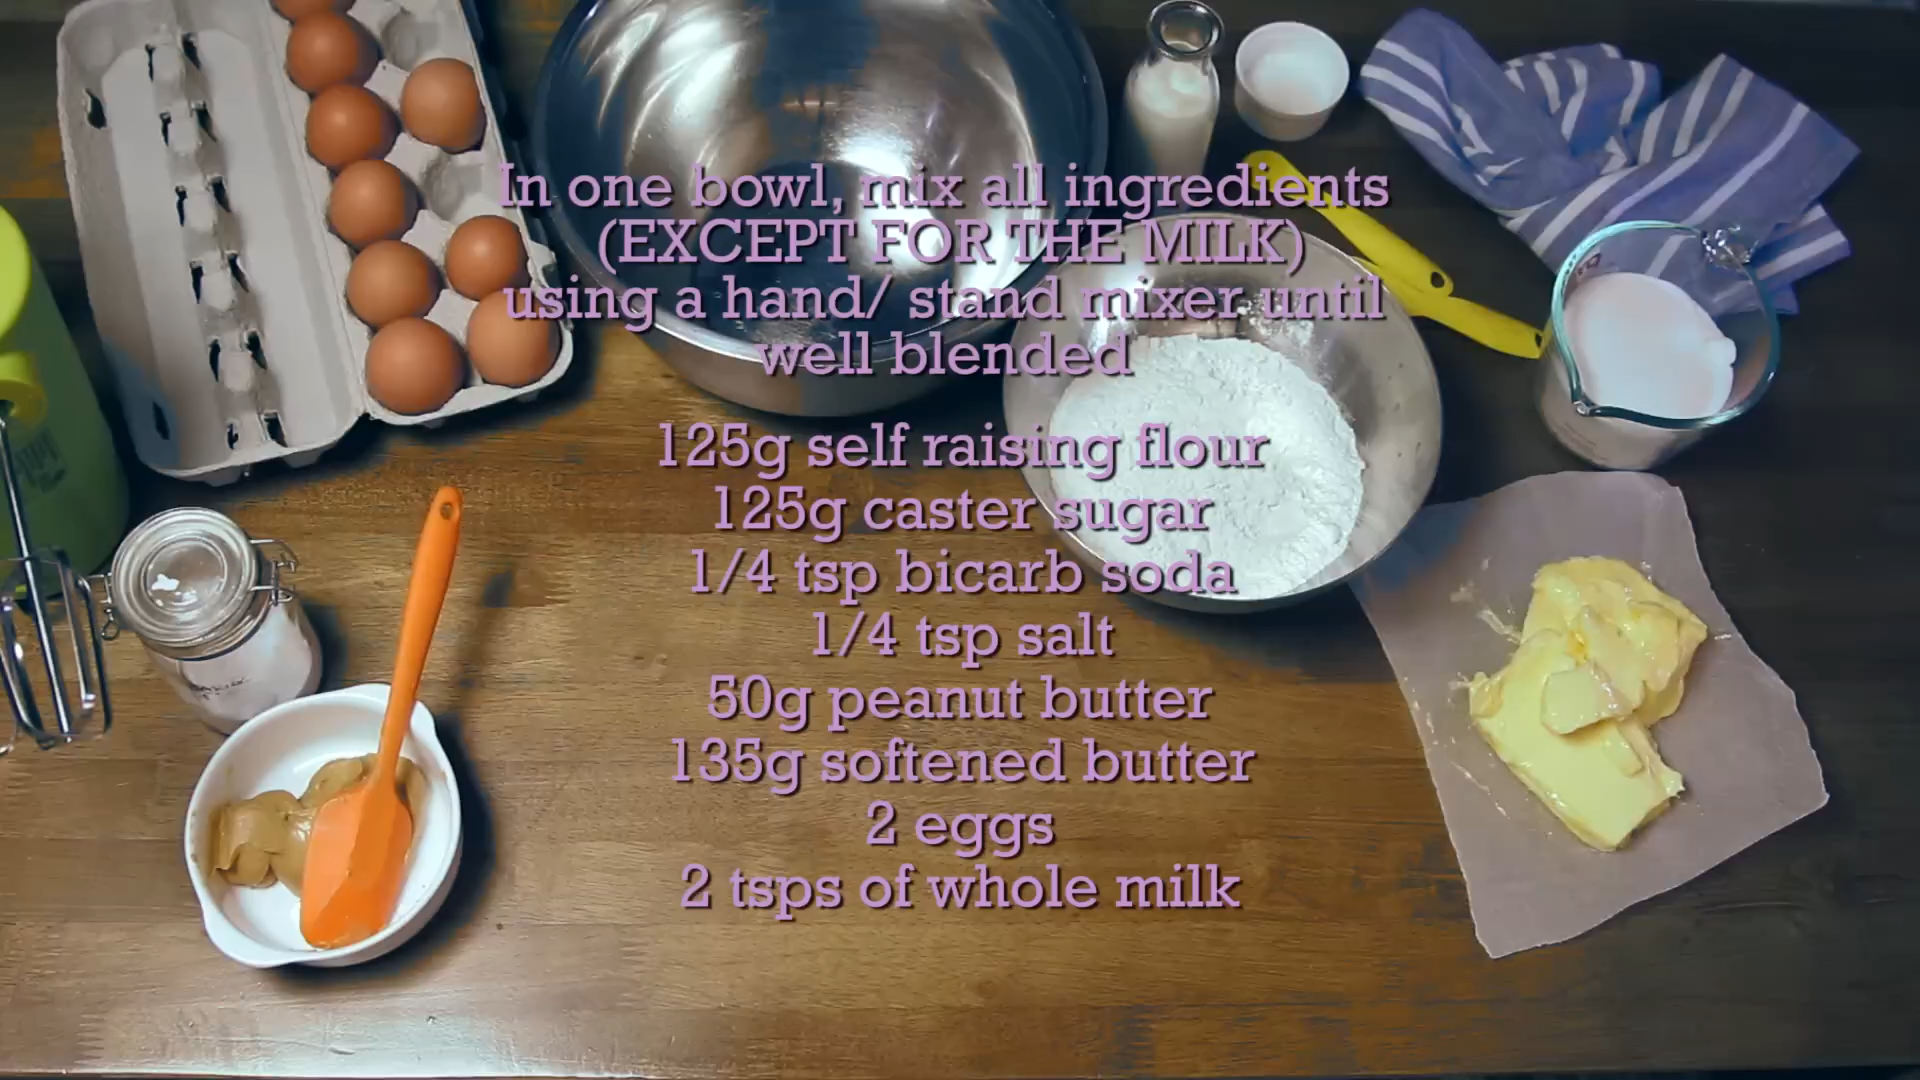 In one bowl, mix all ingredients
(EXCEPT FOR THE MILK)
using a hand/ stand mixer until
well blended
125g self raising flour
125g caster sugar
1/4 tsp bicarb soda
1/4 tsp salt
50g peanut butter
135g softened butter
2 eggs
2 tsps of whole milk